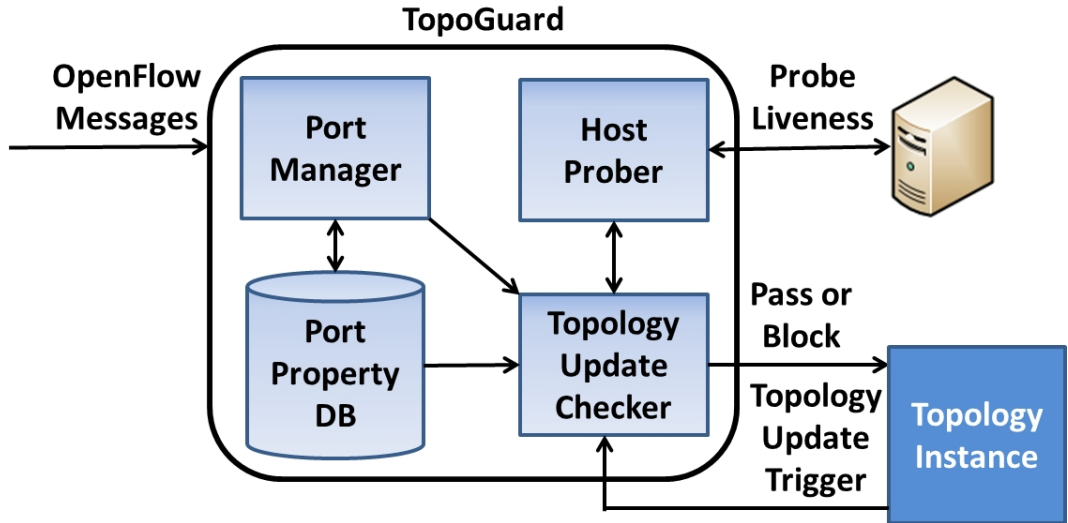 TopoGuard
OpenFlow
Messages
Port
Manager
Host
Prober
Probe
Liveness
Port
Property
DB
Topology
Update
Checker
Pass or
Block
Topology
Update
Trigger
Topology
Instance